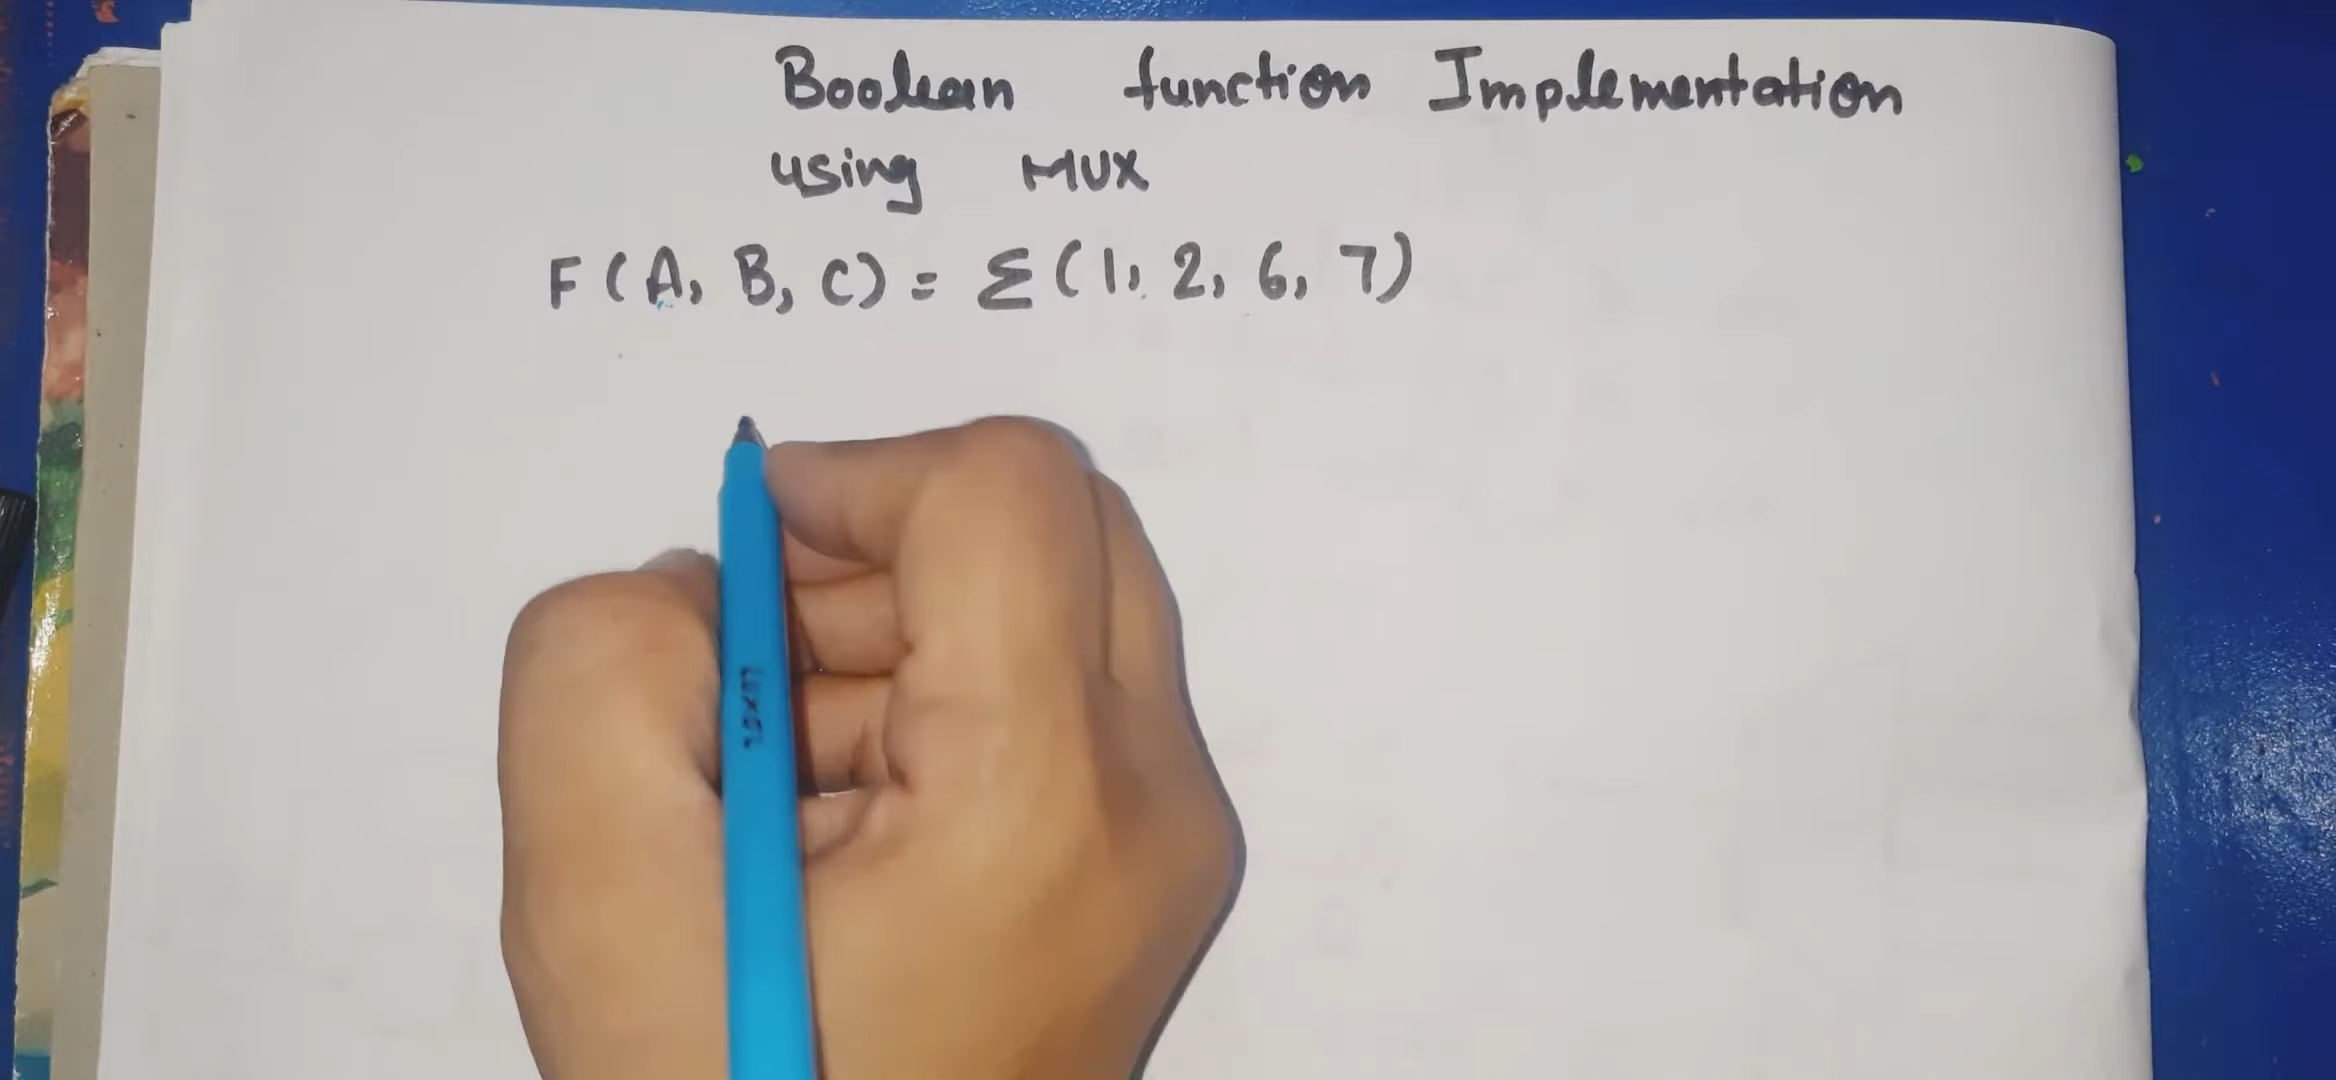 Boolean function Implementation
using MUX
F(A, B, C) = Σ(1, 2, 6, 7)